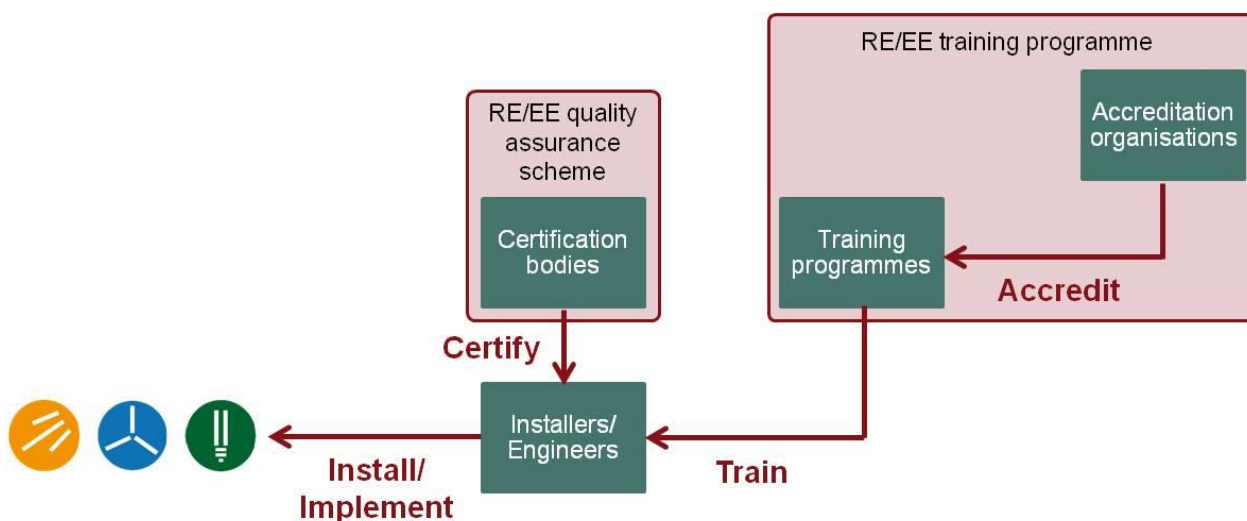 RE/EE training programme
Accreditation
organisations
RE/EE quality
assurance
scheme
Certification
bodies
Training
programmes
Accredit
Certify
Installers/
Engineers
Train
Install/
Implement